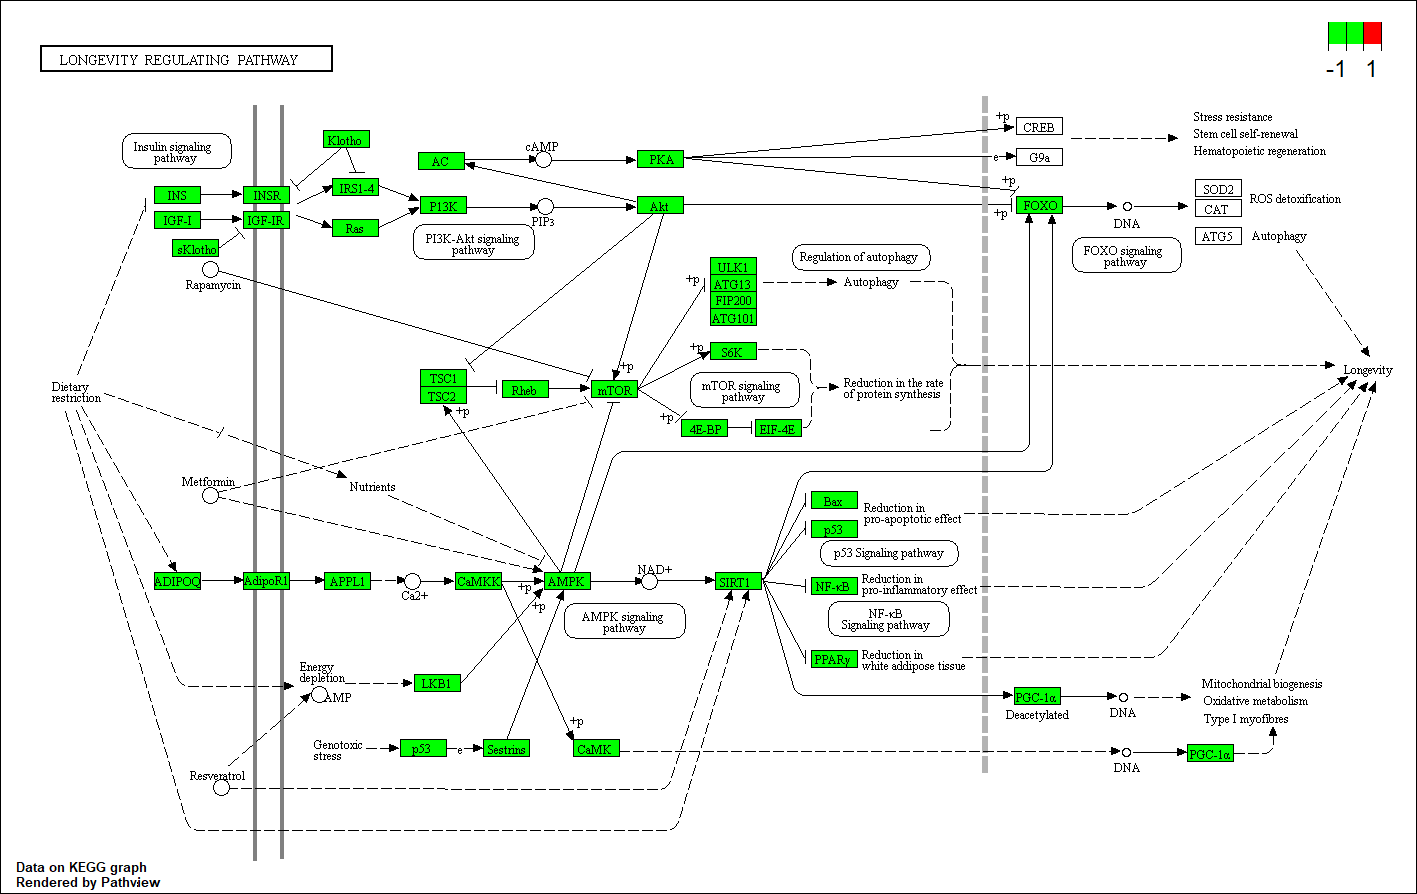 LONGEVITY REGULATING PATHWAY
-1 1
Insulin signaling
pathway
Klotho
cAMP
+p
CREB
Stress resistance
Stem cell self-renewal
Hematopoietic regeneration
AC
PKA
e
G9a
INS
INSR
IRS1-4
+p
SOD2
ROS detoxification
CAT
IGF-I
IGF-IR
Ras
P13K
PIP3
Akt
+p
FOXO
DNA
sKlotho
PI3K-Akt signaling
pathway
FOXO signaling
pathway
ATG5
Autophagy
Rapamycin
+p
ULK1
ATG13
FIP200
ATG101
Regulation of autophagy
Autophagy
TSC1
TSC2
+p
Rheb
+p
mTOR
+p
S6K
mTOR signaling
pathway
Reduction in the rate
of protein synthesis
+p
4E-BP
EIF-4E
Longevity
Dietary
restriction
Metformin
Nutrients
Bax
Reduction in
pro-apoptotic effect
p53
p53 Signaling pathway
ADIPOQ
AdipoR1
APPL1
Ca2+
CaMKK
+p
+p
AMPK
NAD+
SIRT1
NF-κB
Reduction in
pro-inflammatory effect
AMPK signaling
pathway
NF-κB
Signaling pathway
PPARγ
Reduction in
white addipose tissue
Energy
depletion
AMP
LKB1
PGC-1α
Deacetylated
DNA
Mitochondrial biogenesis
Oxidative metabolism
Type I myofibres
Genotoxic
stress
p53
e
Sestrins
+p
CaMK
DNA
PGC-1α
Resveratrol
Data on KEGG graph
Rendered by Pathview